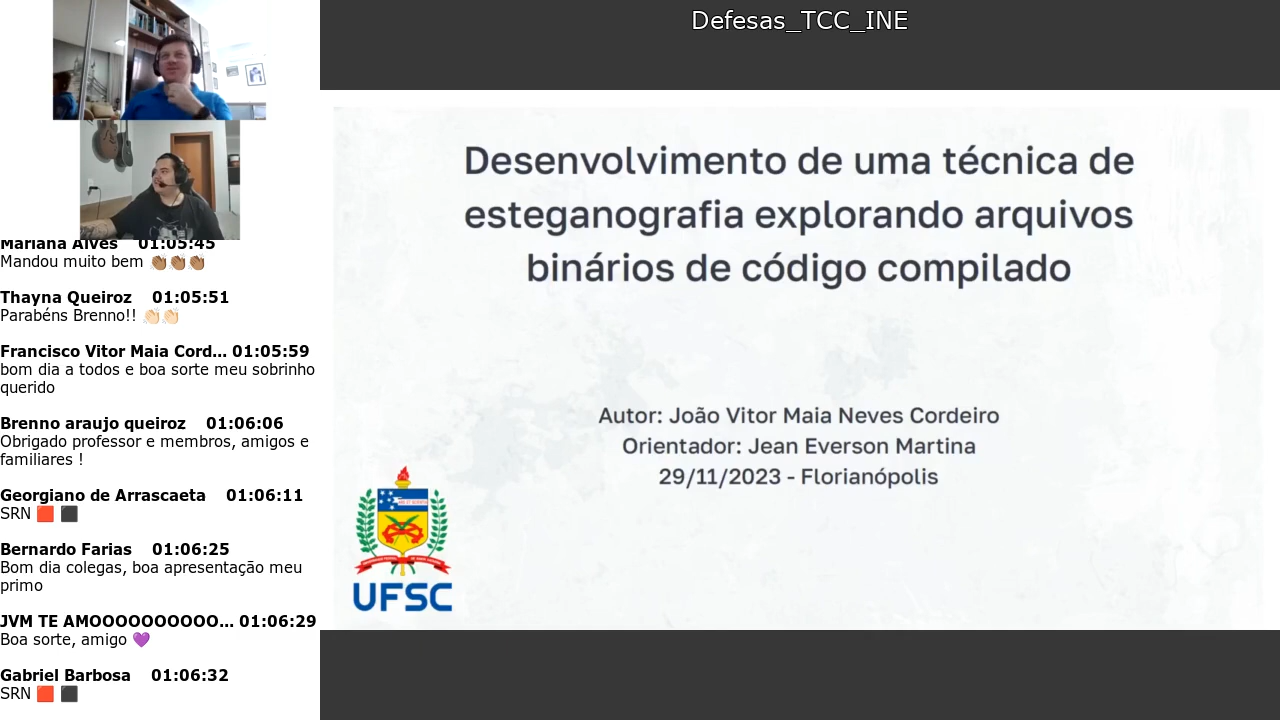 Defesas_TCC_INE
Mariana Alves 01:05:45
Mandou muito bem 👏🏽👏🏽👏🏽
Thayna Queiroz 01:05:51
Parabéns Brenno!! 👏🏻👏🏻
Francisco Vitor Maia Cord... 01:05:59
bom dia a todos e boa sorte meu sobrinho
querido
Brenno araujo queiroz 01:06:06
Obrigado professor e membros, amigos e
familiares !
Georgiano de Arrascaeta 01:06:11
SRN 🟥 ⬛
Bernardo Farias 01:06:25
Bom dia colegas, boa apresentação meu
primo
JVM TE AMOOOOOOOOOO... 01:06:29
Boa sorte, amigo 💜
Gabriel Barbosa 01:06:32
SRN 🟥 ⬛
Desenvolvimento de uma técnica de
esteganografia explorando arquivos
binários de código compilado
Autor: João Vitor Maia Neves Cordeiro
Orientador: Jean Everson Martina
29/11/2023 - Florianópolis
UFSC